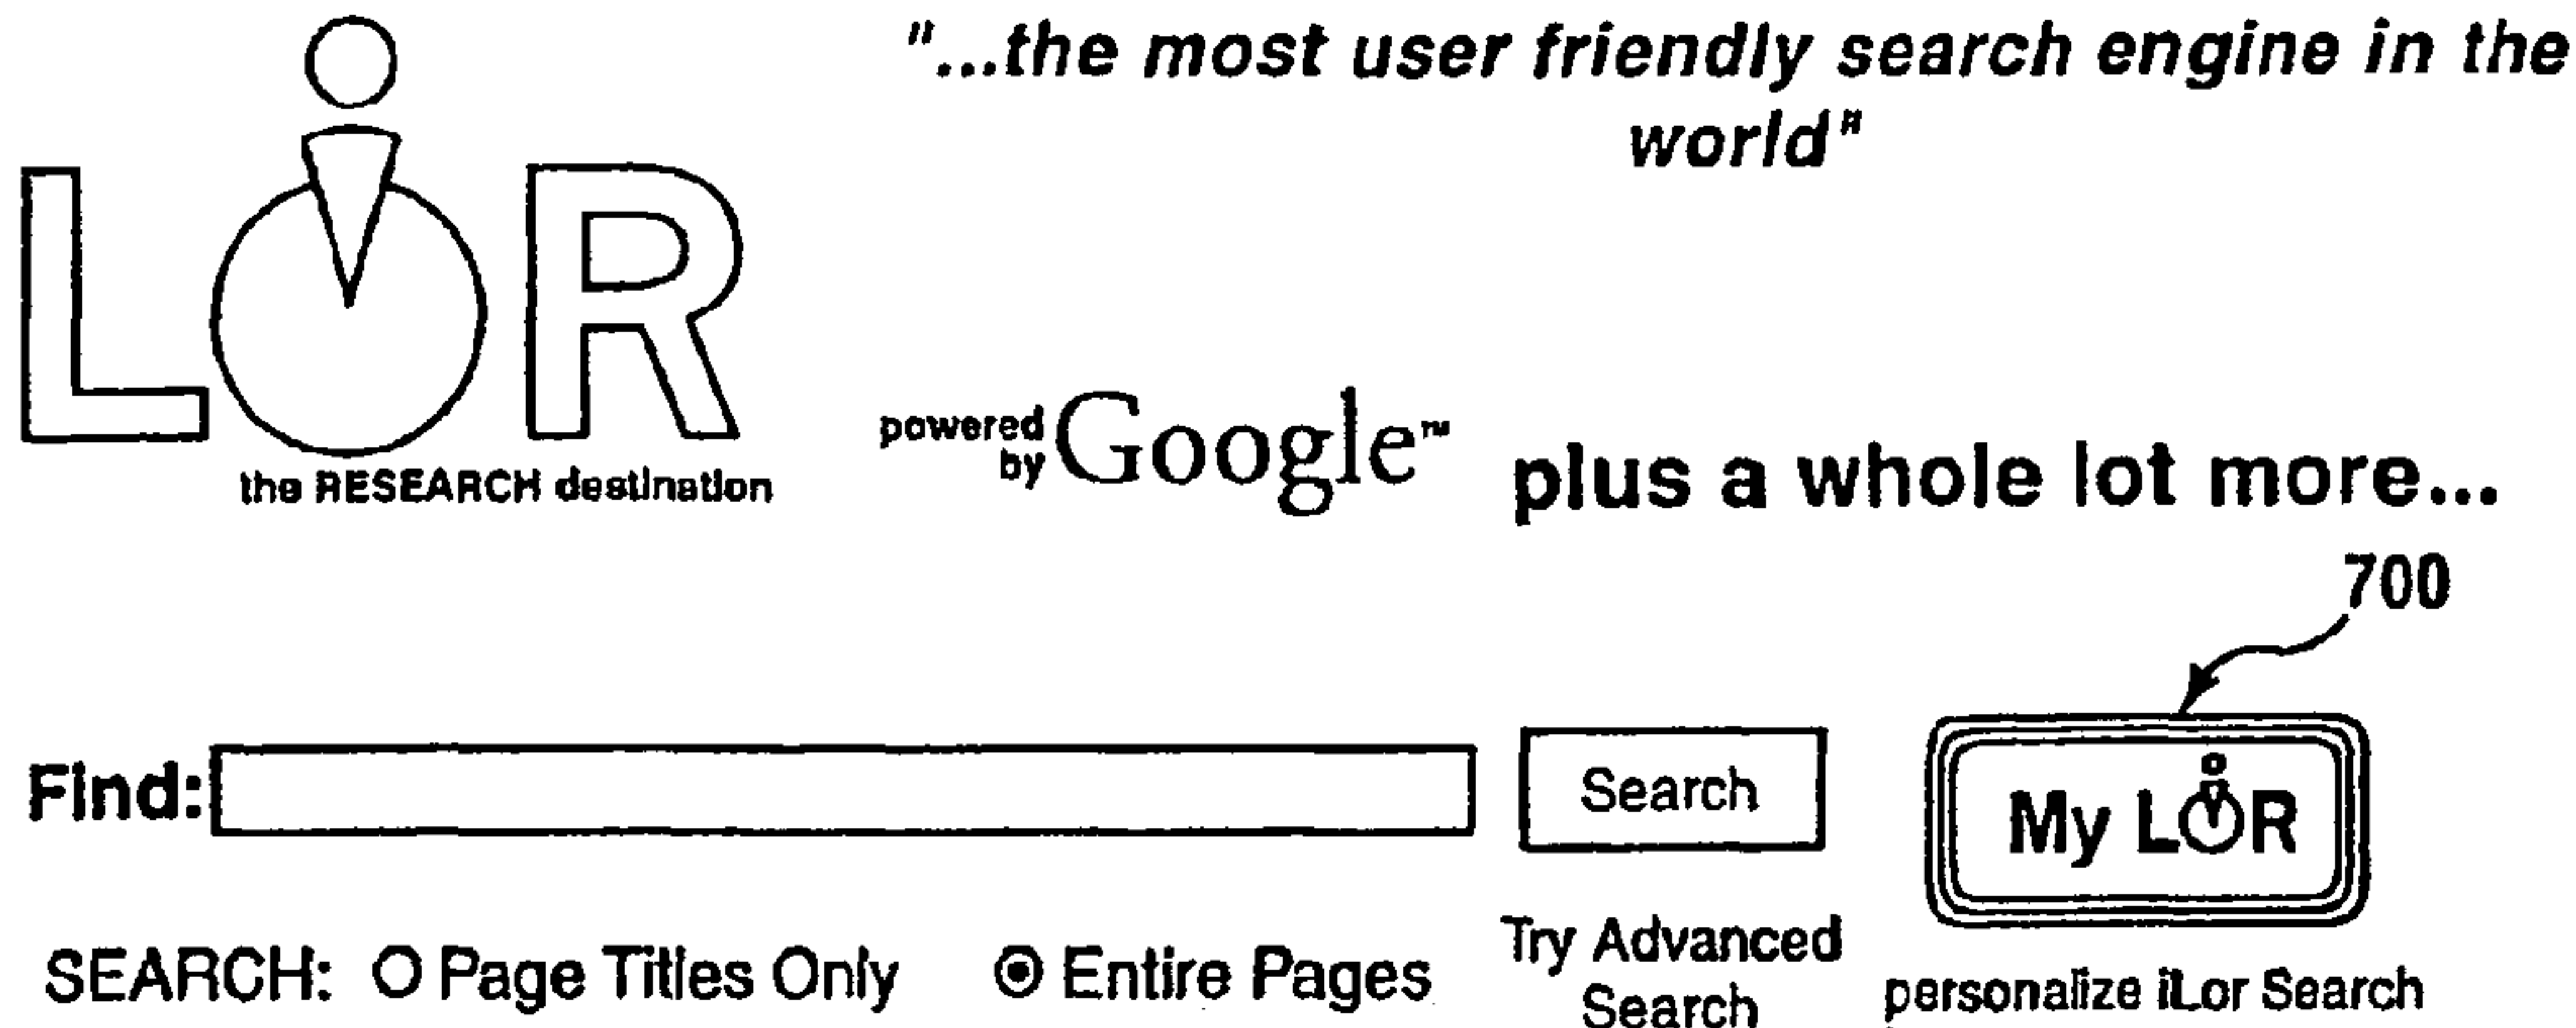 "...the most user friendly search engine in the
world"
LOR
the RESEARCH destination
powered
by
Google™
plus a whole lot more...
700
Find:
Search
My LOR
SEARCH: Page Titles Only Entire Pages
Try Advanced
Search
personalize iLor Search